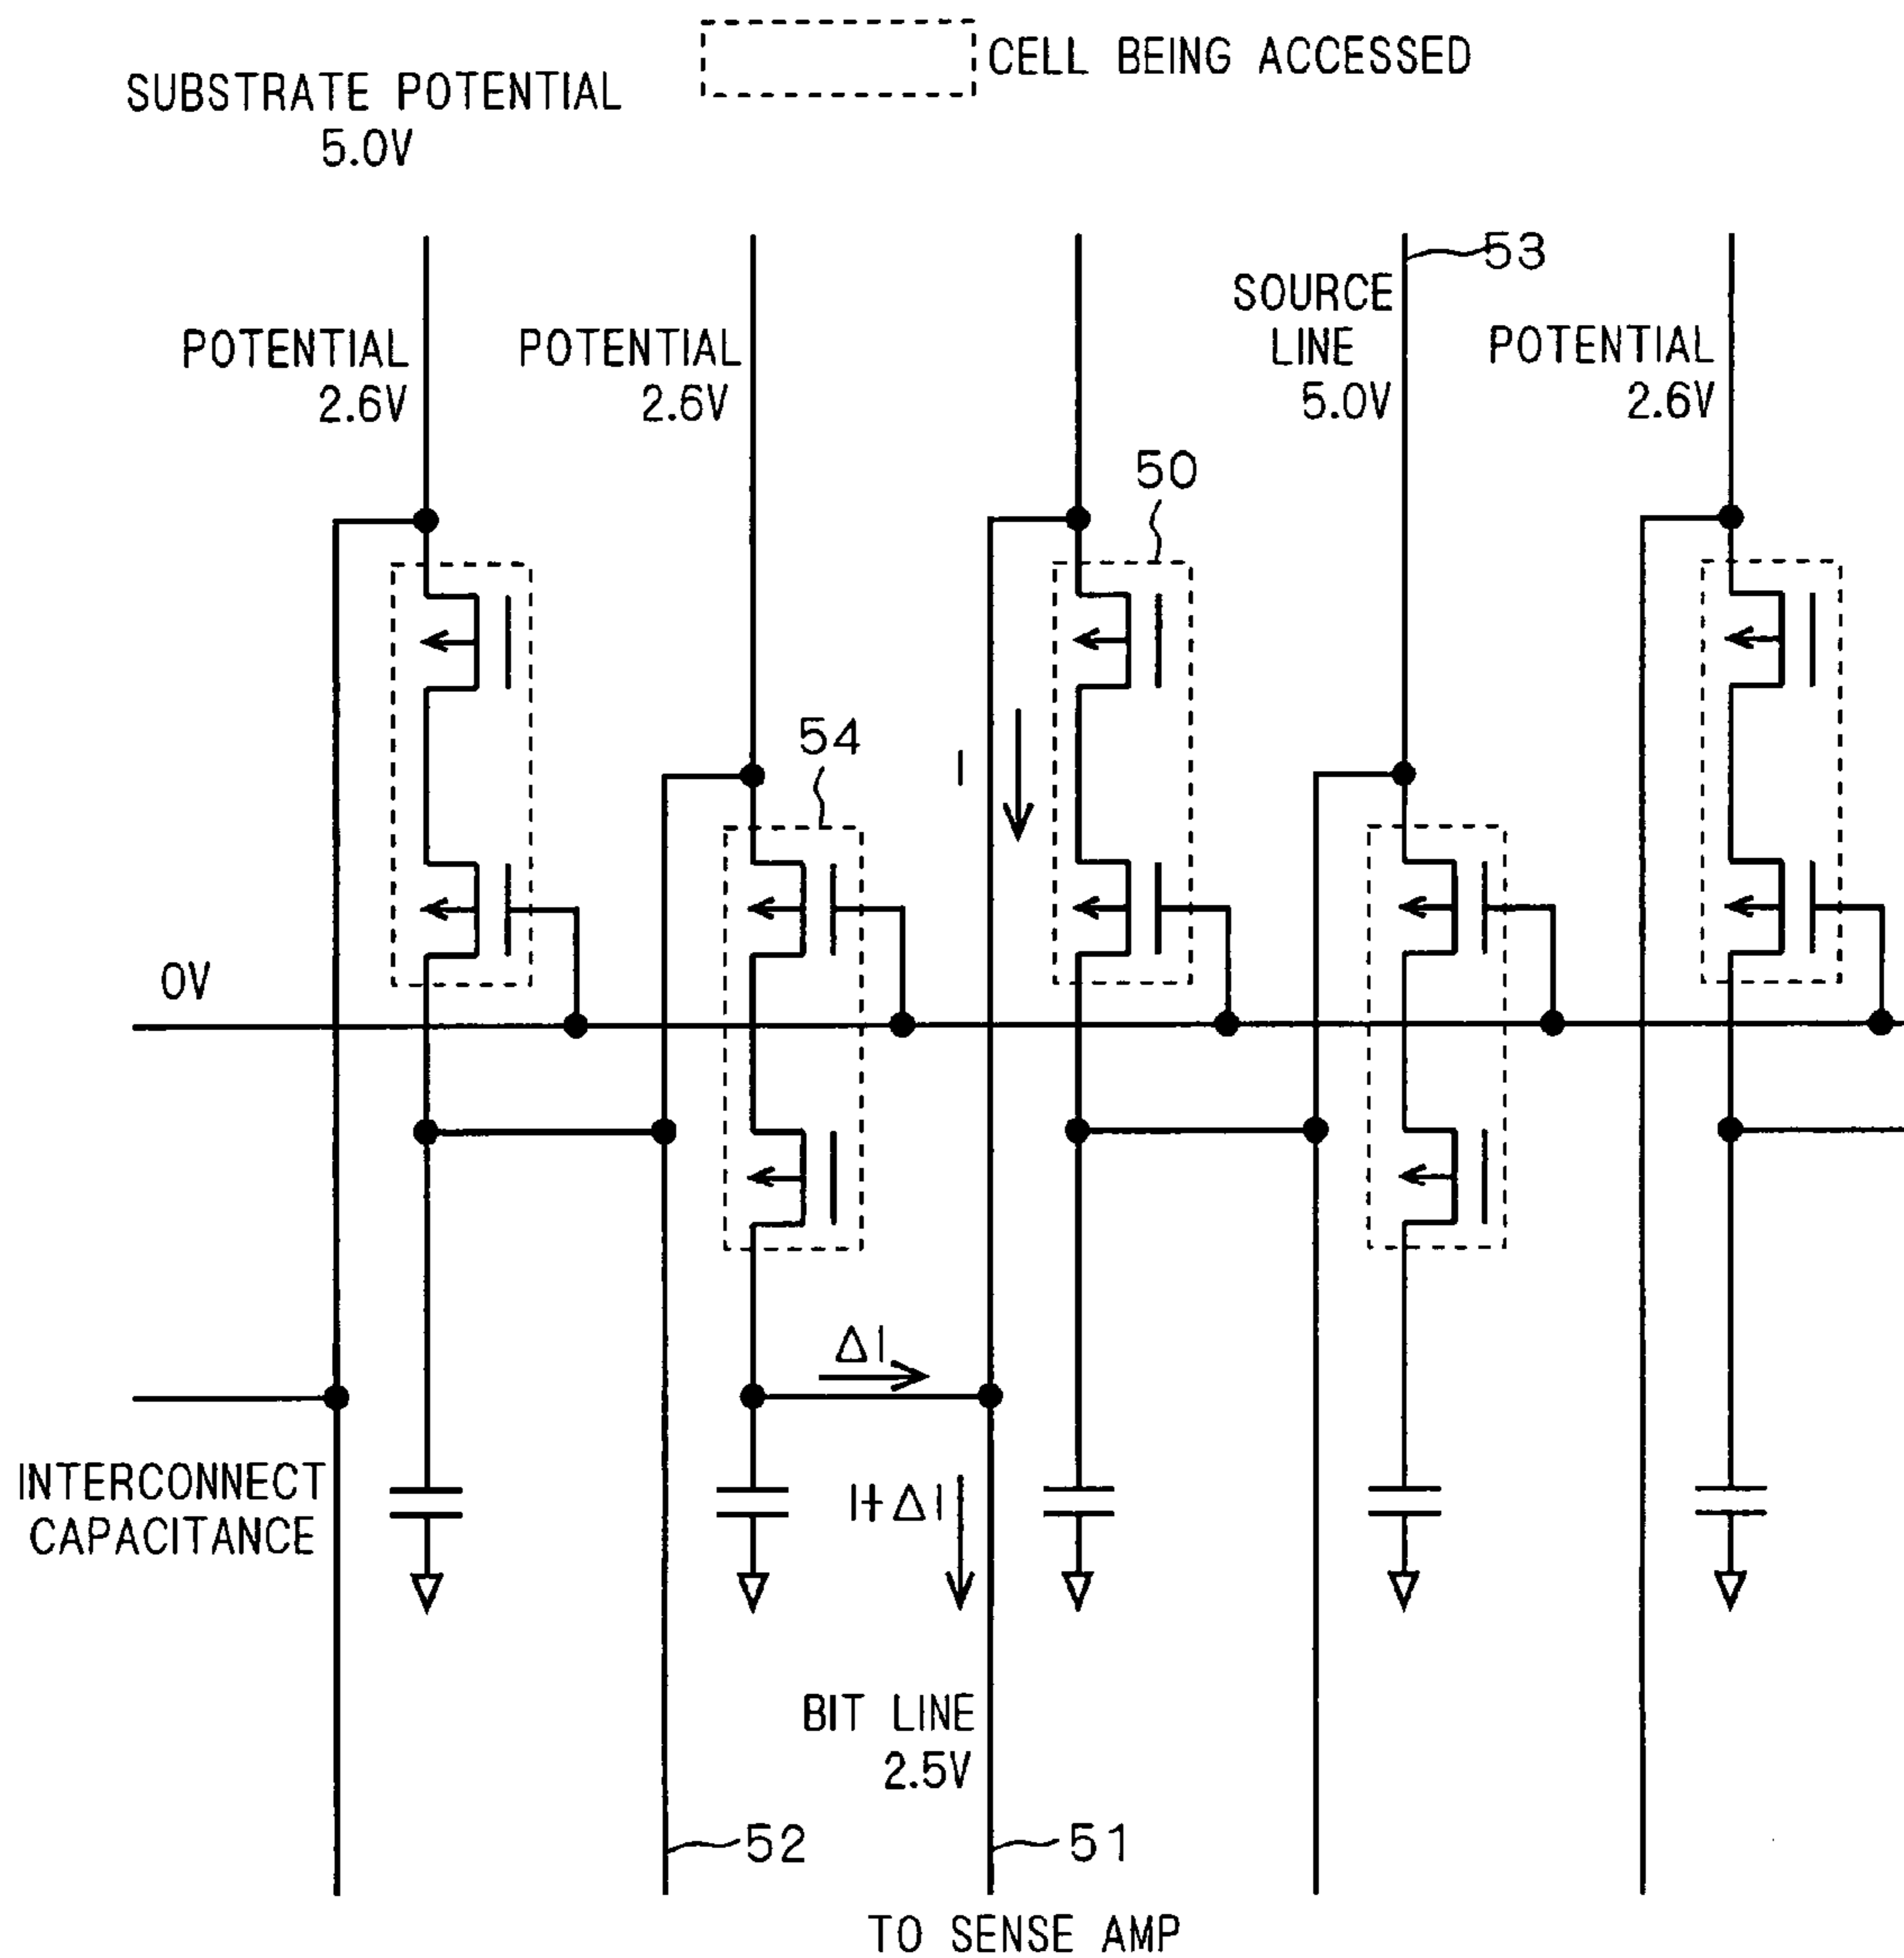 CELL BEING ACCESSED
SUBSTRATE POTENTIAL
5.0V
53
SOURCE
LINE
5.0V
POTENTIAL
2.6V
POTENTIAL
2.6V
POTENTIAL
2.6V
50
54
I
0V
ΔI
INTERCONNECT
CAPACITANCE
I+ΔI
BIT LINE
2.5V
52
51
TO SENSE AMP